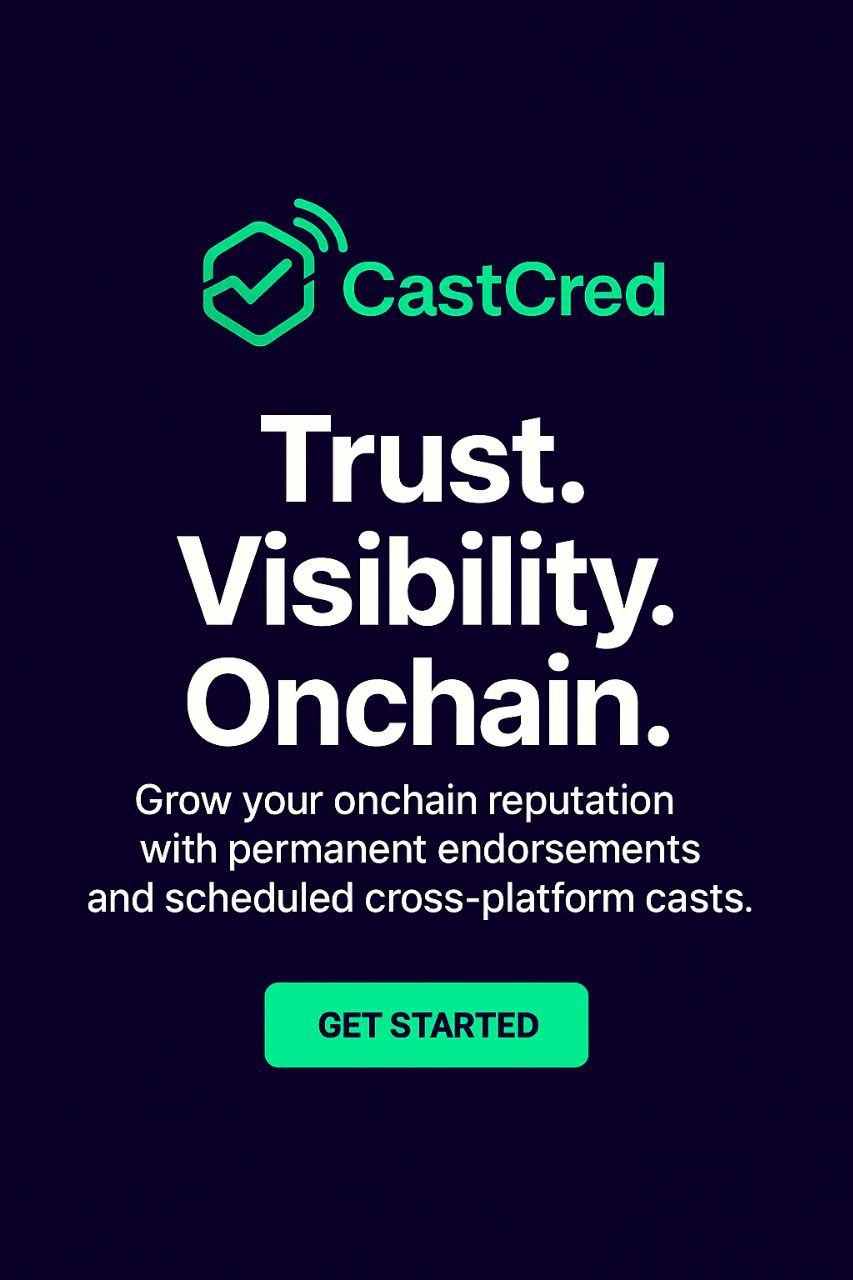 CastCred
Trust.
Visibility.
Onchain.
Grow your onchain reputation
with permanent endorsements
and scheduled cross-platform casts.
GET STARTED